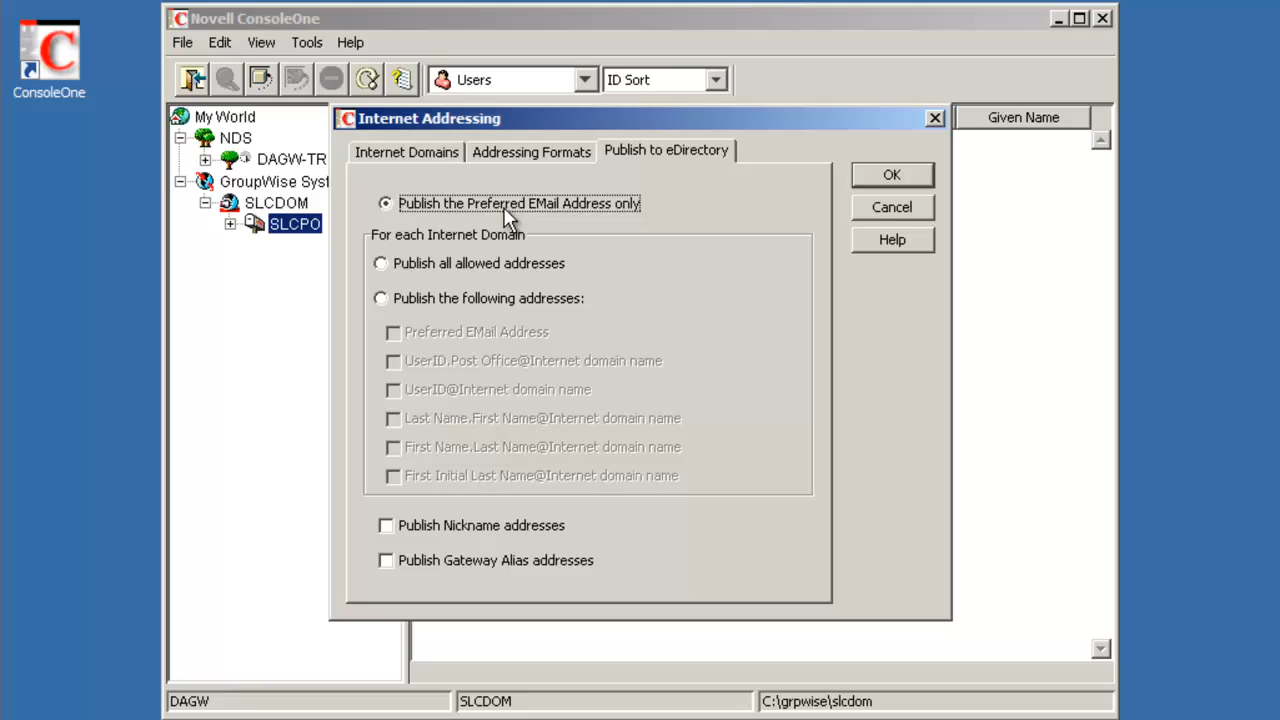 ConsoleOne
Novell ConsoleOne
File Edit View Tools Help
Users ID Sort
My World
NDS
DAGW-TR
GroupWise Syst
SLCDOM
SLCPO
Given Name
Internet Addressing
Internet Domains Addressing Formats Publish to eDirectory
Publish the Preferred EMail Address only
For each Internet Domain
Publish all allowed addresses
Publish the following addresses:
Preferred EMail Address
UserID.Post Office@Internet domain name
UserID@Internet domain name
Last Name.First Name@Internet domain name
First Name.Last Name@Internet domain name
First Initial Last Name@Internet domain name
Publish Nickname addresses
Publish Gateway Alias addresses
OK
Cancel
Help
DAGW SLCDOM C:\grpwise\slcdom